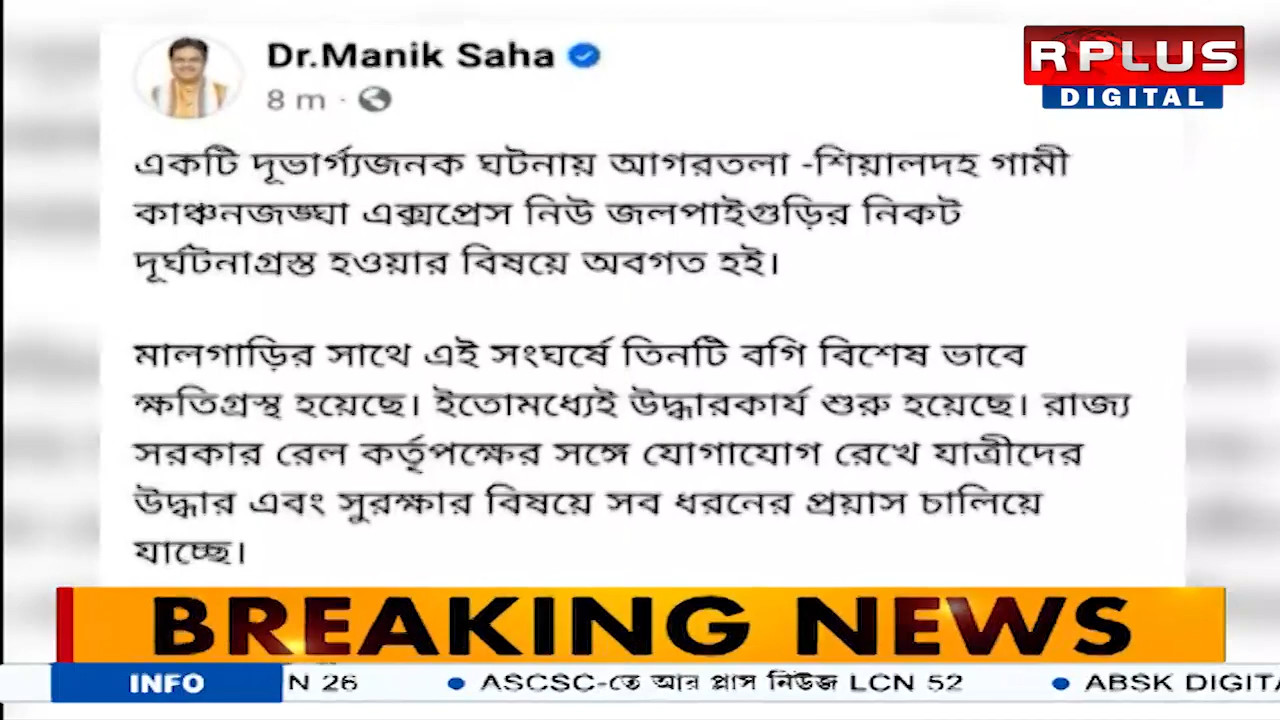 Dr.Manik Saha
8 m ·
RPLUS
DIGITAL
একটি দূভার্গ্যজনক ঘটনায় আগরতলা -শিয়ালদহ গামী
কাঞ্চনজঙ্ঘা এক্সপ্রেস নিউ জলপাইগুড়ির নিকট
দূর্ঘটনাগ্রস্ত হওয়ার বিষয়ে অবগত হই।
মালগাড়ির সাথে এই সংঘর্ষে তিনটি বগি বিশেষ ভাবে
ক্ষতিগ্রস্থ হয়েছে। ইতোমধ্যেই উদ্ধারকার্য শুরু হয়েছে। রাজ্য
সরকার রেল কর্তৃপক্ষের সঙ্গে যোগাযোগ রেখে যাত্রীদের
উদ্ধার এবং সুরক্ষার বিষয়ে সব ধরনের প্রয়াস চালিয়ে
যাচ্ছে।
BREAKING NEWS
INFO
N 26 • ASCSC-তে আর প্লাস নিউজ LCN 52 • ABSK DIGITA